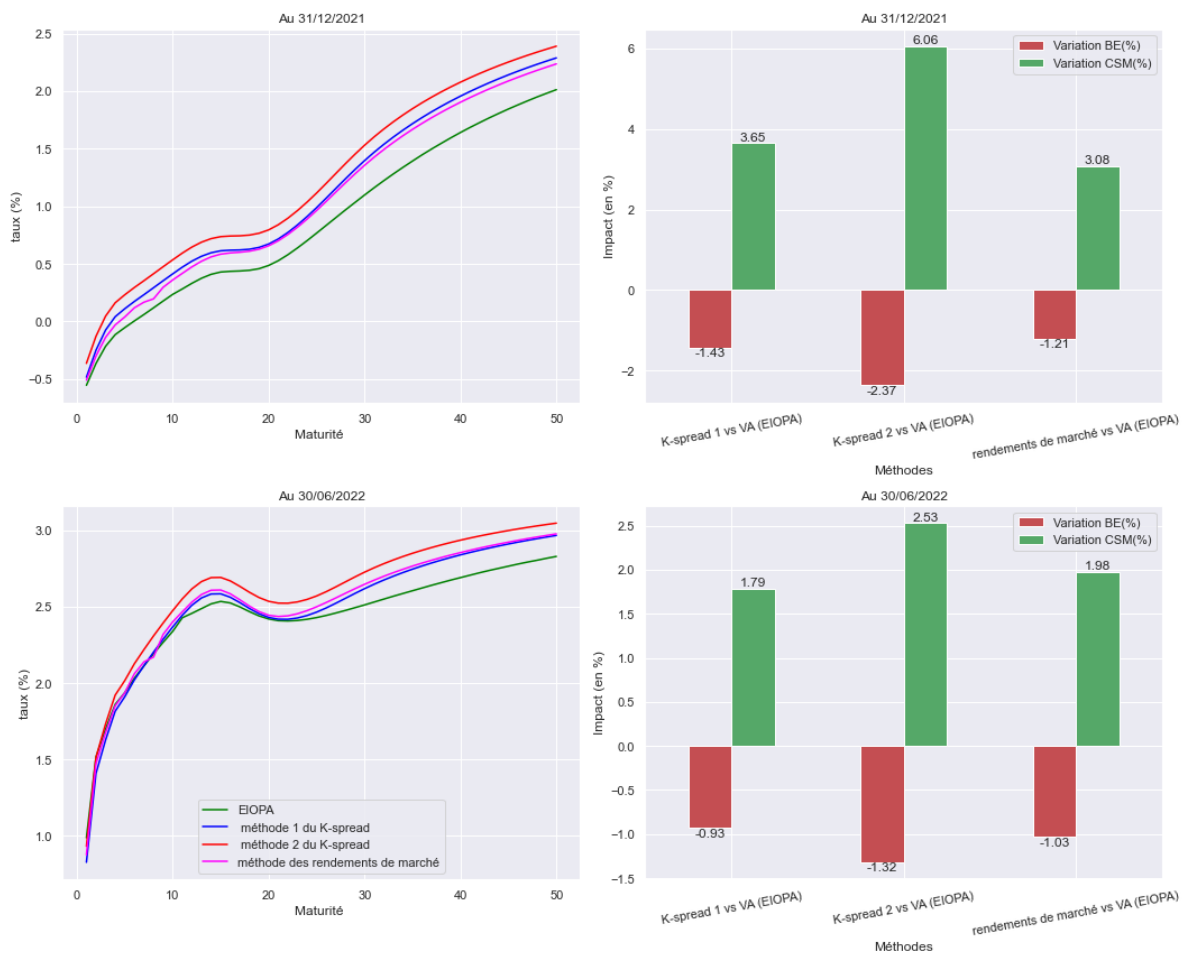 Au 31/12/2021
2.5
2.0
1.5
1.0
0.5
0.0
−0.5
taux (%)
0 10 20 30 40 50
Maturité
Au 31/12/2021
Variation BE(%)
Variation CSM(%)
6
4
2
0
−2
Impact (en %)
3.65
6.06
3.08
-1.43
-2.37
-1.21
K-spread 1 vs VA (EIOPA)
K-spread 2 vs VA (EIOPA)
rendements de marché vs VA (EIOPA)
Méthodes
Au 30/06/2022
3.0
2.5
2.0
1.5
1.0
taux (%)
EIOPA
méthode 1 du K-spread
méthode 2 du K-spread
méthode des rendements de marché
0 10 20 30 40 50
Maturité
Au 30/06/2022
Variation BE(%)
Variation CSM(%)
2.5
2.0
1.5
1.0
0.5
0.0
−0.5
−1.0
−1.5
Impact (en %)
1.79
2.53
1.98
-0.93
-1.32
-1.03
K-spread 1 vs VA (EIOPA)
K-spread 2 vs VA (EIOPA)
rendements de marché vs VA (EIOPA)
Méthodes